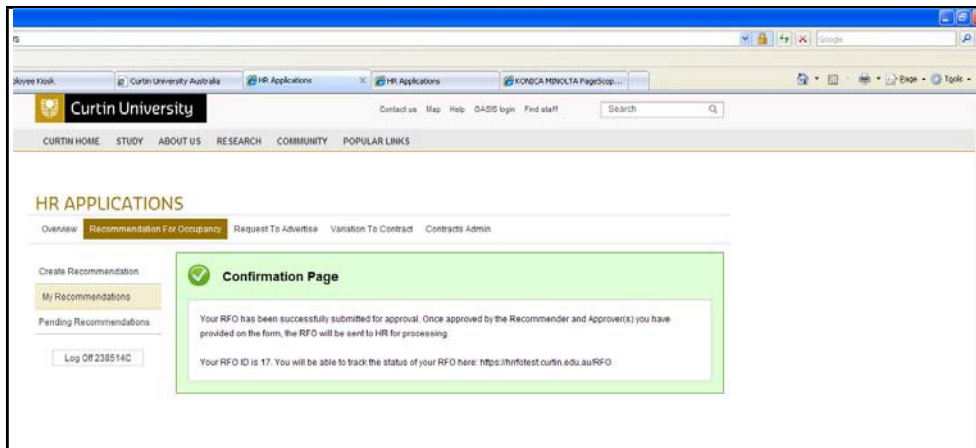 Google
Employee Kiosk
Curtin University Australia
HR Applications
HR Applications
KONICA MINOLTA PageScop...
Page
Tools
Curtin University
Contact us Map Help OASIS login Find staff
Search
CURTIN HOME STUDY ABOUT US RESEARCH COMMUNITY POPULAR LINKS
HR APPLICATIONS
Overview Recommendation For Occupancy Request To Advertise Variation To Contract Contracts Admin
Create Recommendation
My Recommendations
Pending Recommendations
Log Off 238514C
Confirmation Page
Your RFO has been successfully submitted for approval. Once approved by the Recommender and Approver(s) you have
provided on the form, the RFO will be sent to HR for processing.
Your RFO ID is 17. You will be able to track the status of your RFO here: https://hrrfotest.curtin.edu.au/RFO